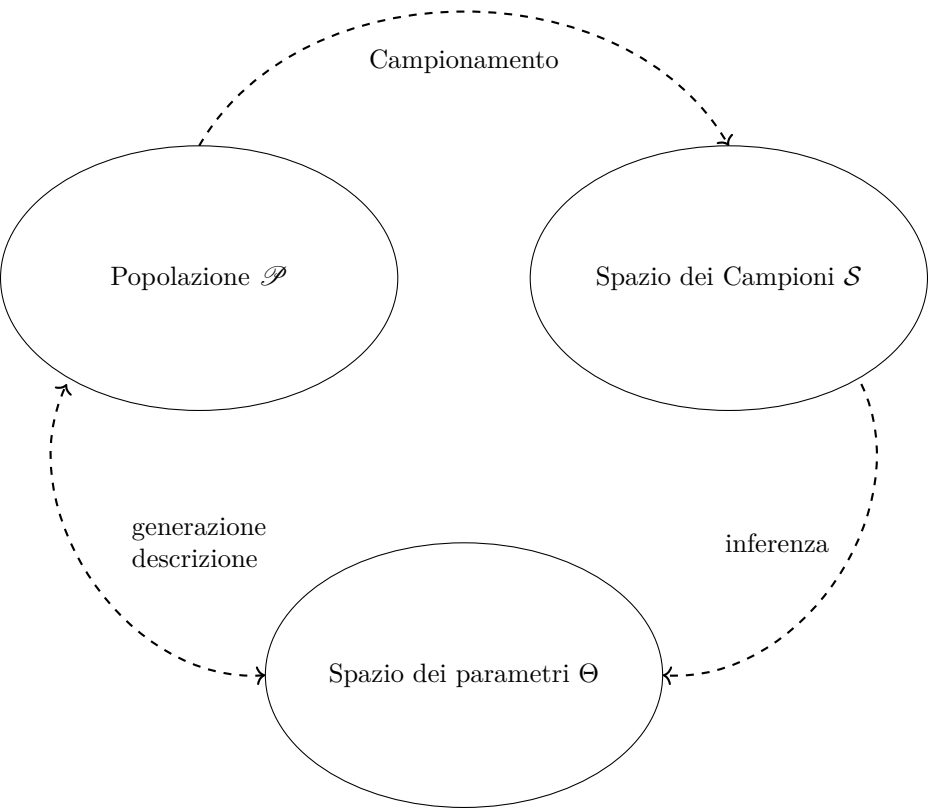 Campionamento
Popolazione 𝒫
Spazio dei Campioni 𝒮
generazione
descrizione
inferenza
Spazio dei parametri Θ